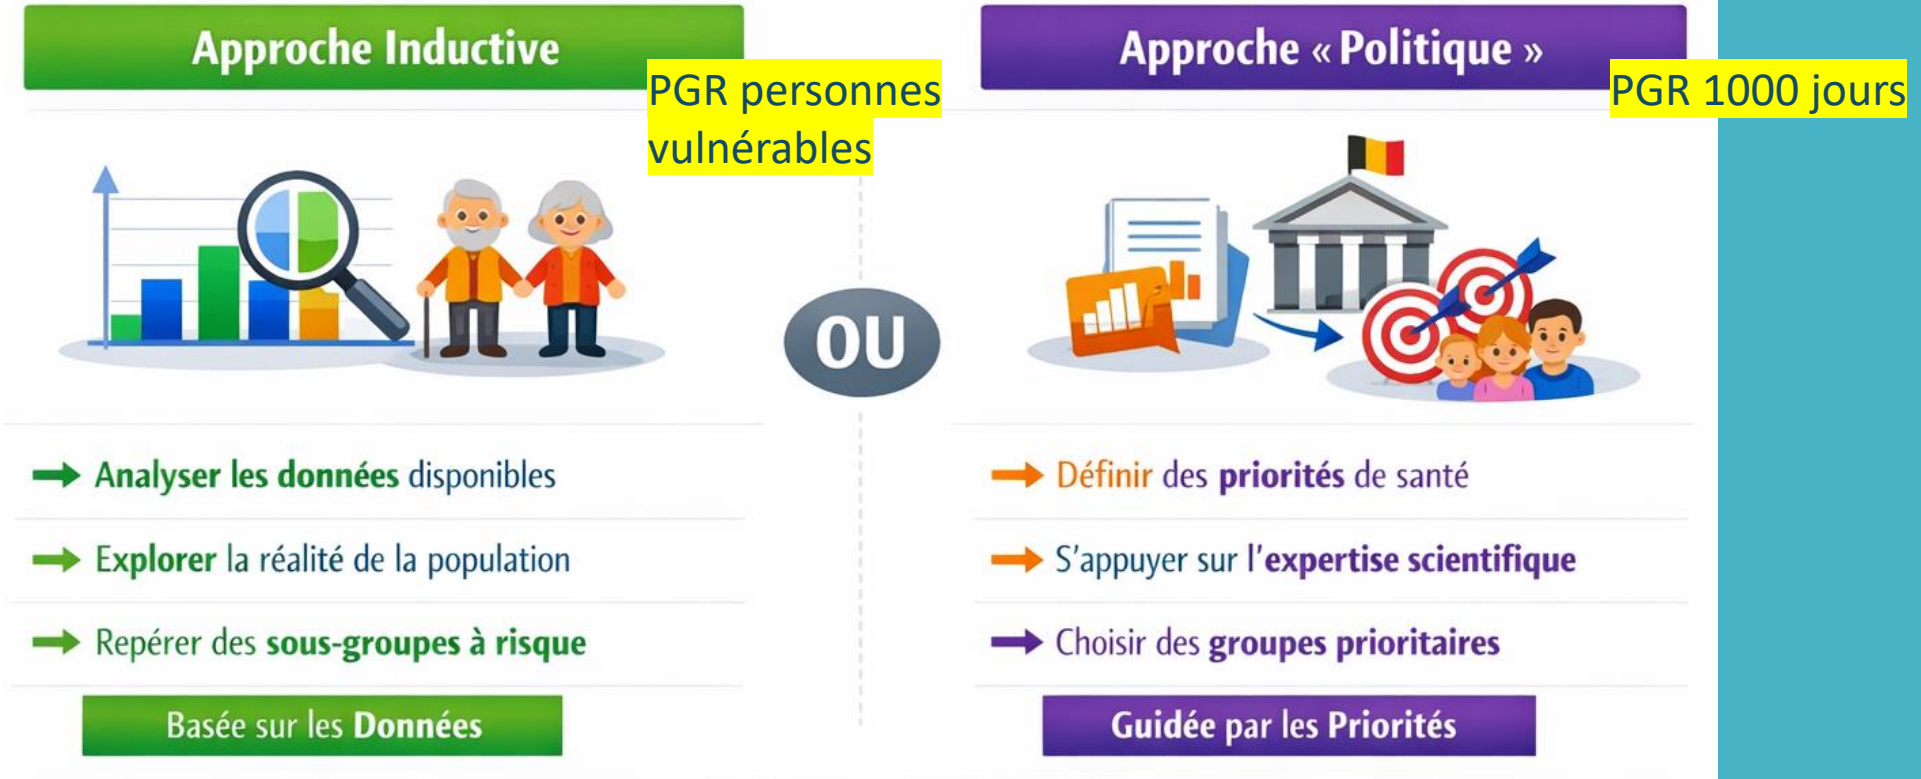 Approche Inductive
PGR personnes
vulnérables
Analyser les données disponibles
Explorer la réalité de la population
Repérer des sous-groupes à risque
Basée sur les Données
OU
Approche « Politique »
PGR 1000 jours
Définir des priorités de santé
S'appuyer sur l'expertise scientifique
Choisir des groupes prioritaires
Guidée par les Priorités